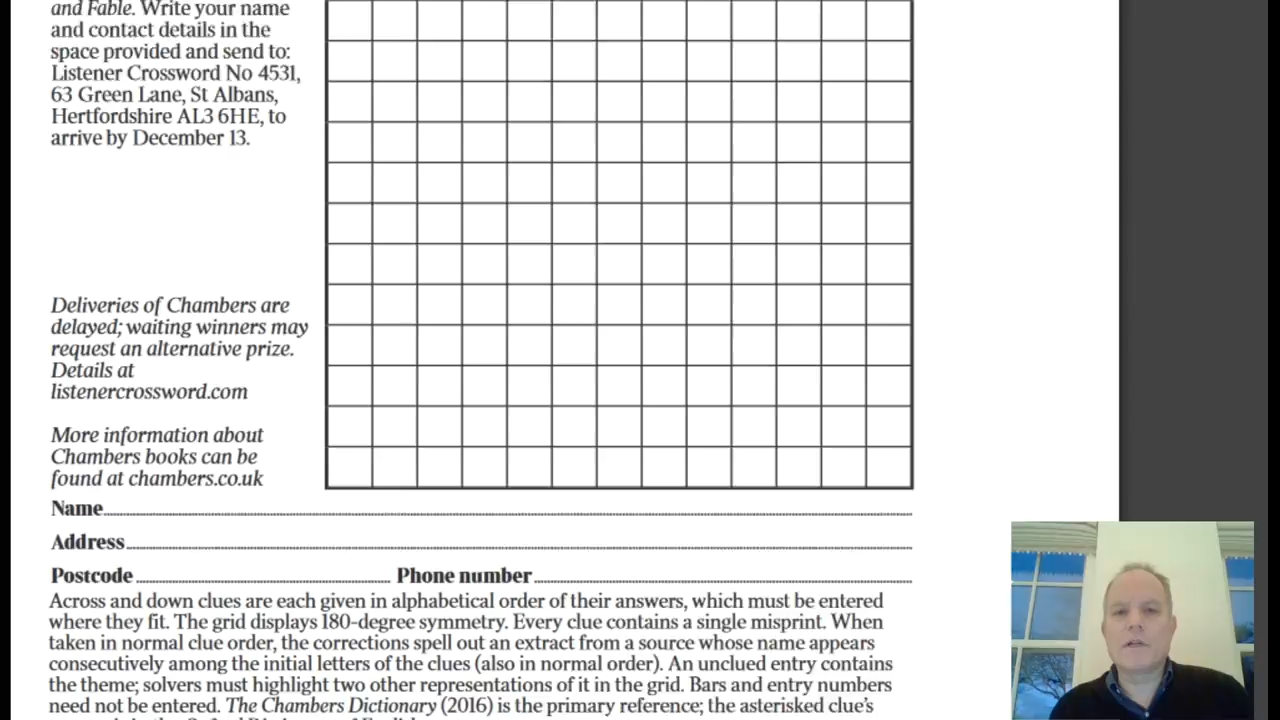 and Fable. Write your name
and contact details in the
space provided and send to:
Listener Crossword No 4531,
63 Green Lane, St Albans,
Hertfordshire AL3 6HE, to
arrive by December 13.
Deliveries of Chambers are
delayed; waiting winners may
request an alternative prize.
Details at
listenercrossword.com
More information about
Chambers books can be
found at chambers.co.uk
Name
Address
Postcode Phone number
Across and down clues are each given in alphabetical order of their answers, which must be entered
where they fit. The grid displays 180-degree symmetry. Every clue contains a single misprint. When
taken in normal clue order, the corrections spell out an extract from a source whose name appears
consecutively among the initial letters of the clues (also in normal order). An unclued entry contains
the theme; solvers must highlight two other representations of it in the grid. Bars and entry numbers
need not be entered. The Chambers Dictionary (2016) is the primary reference; the asterisked clue's